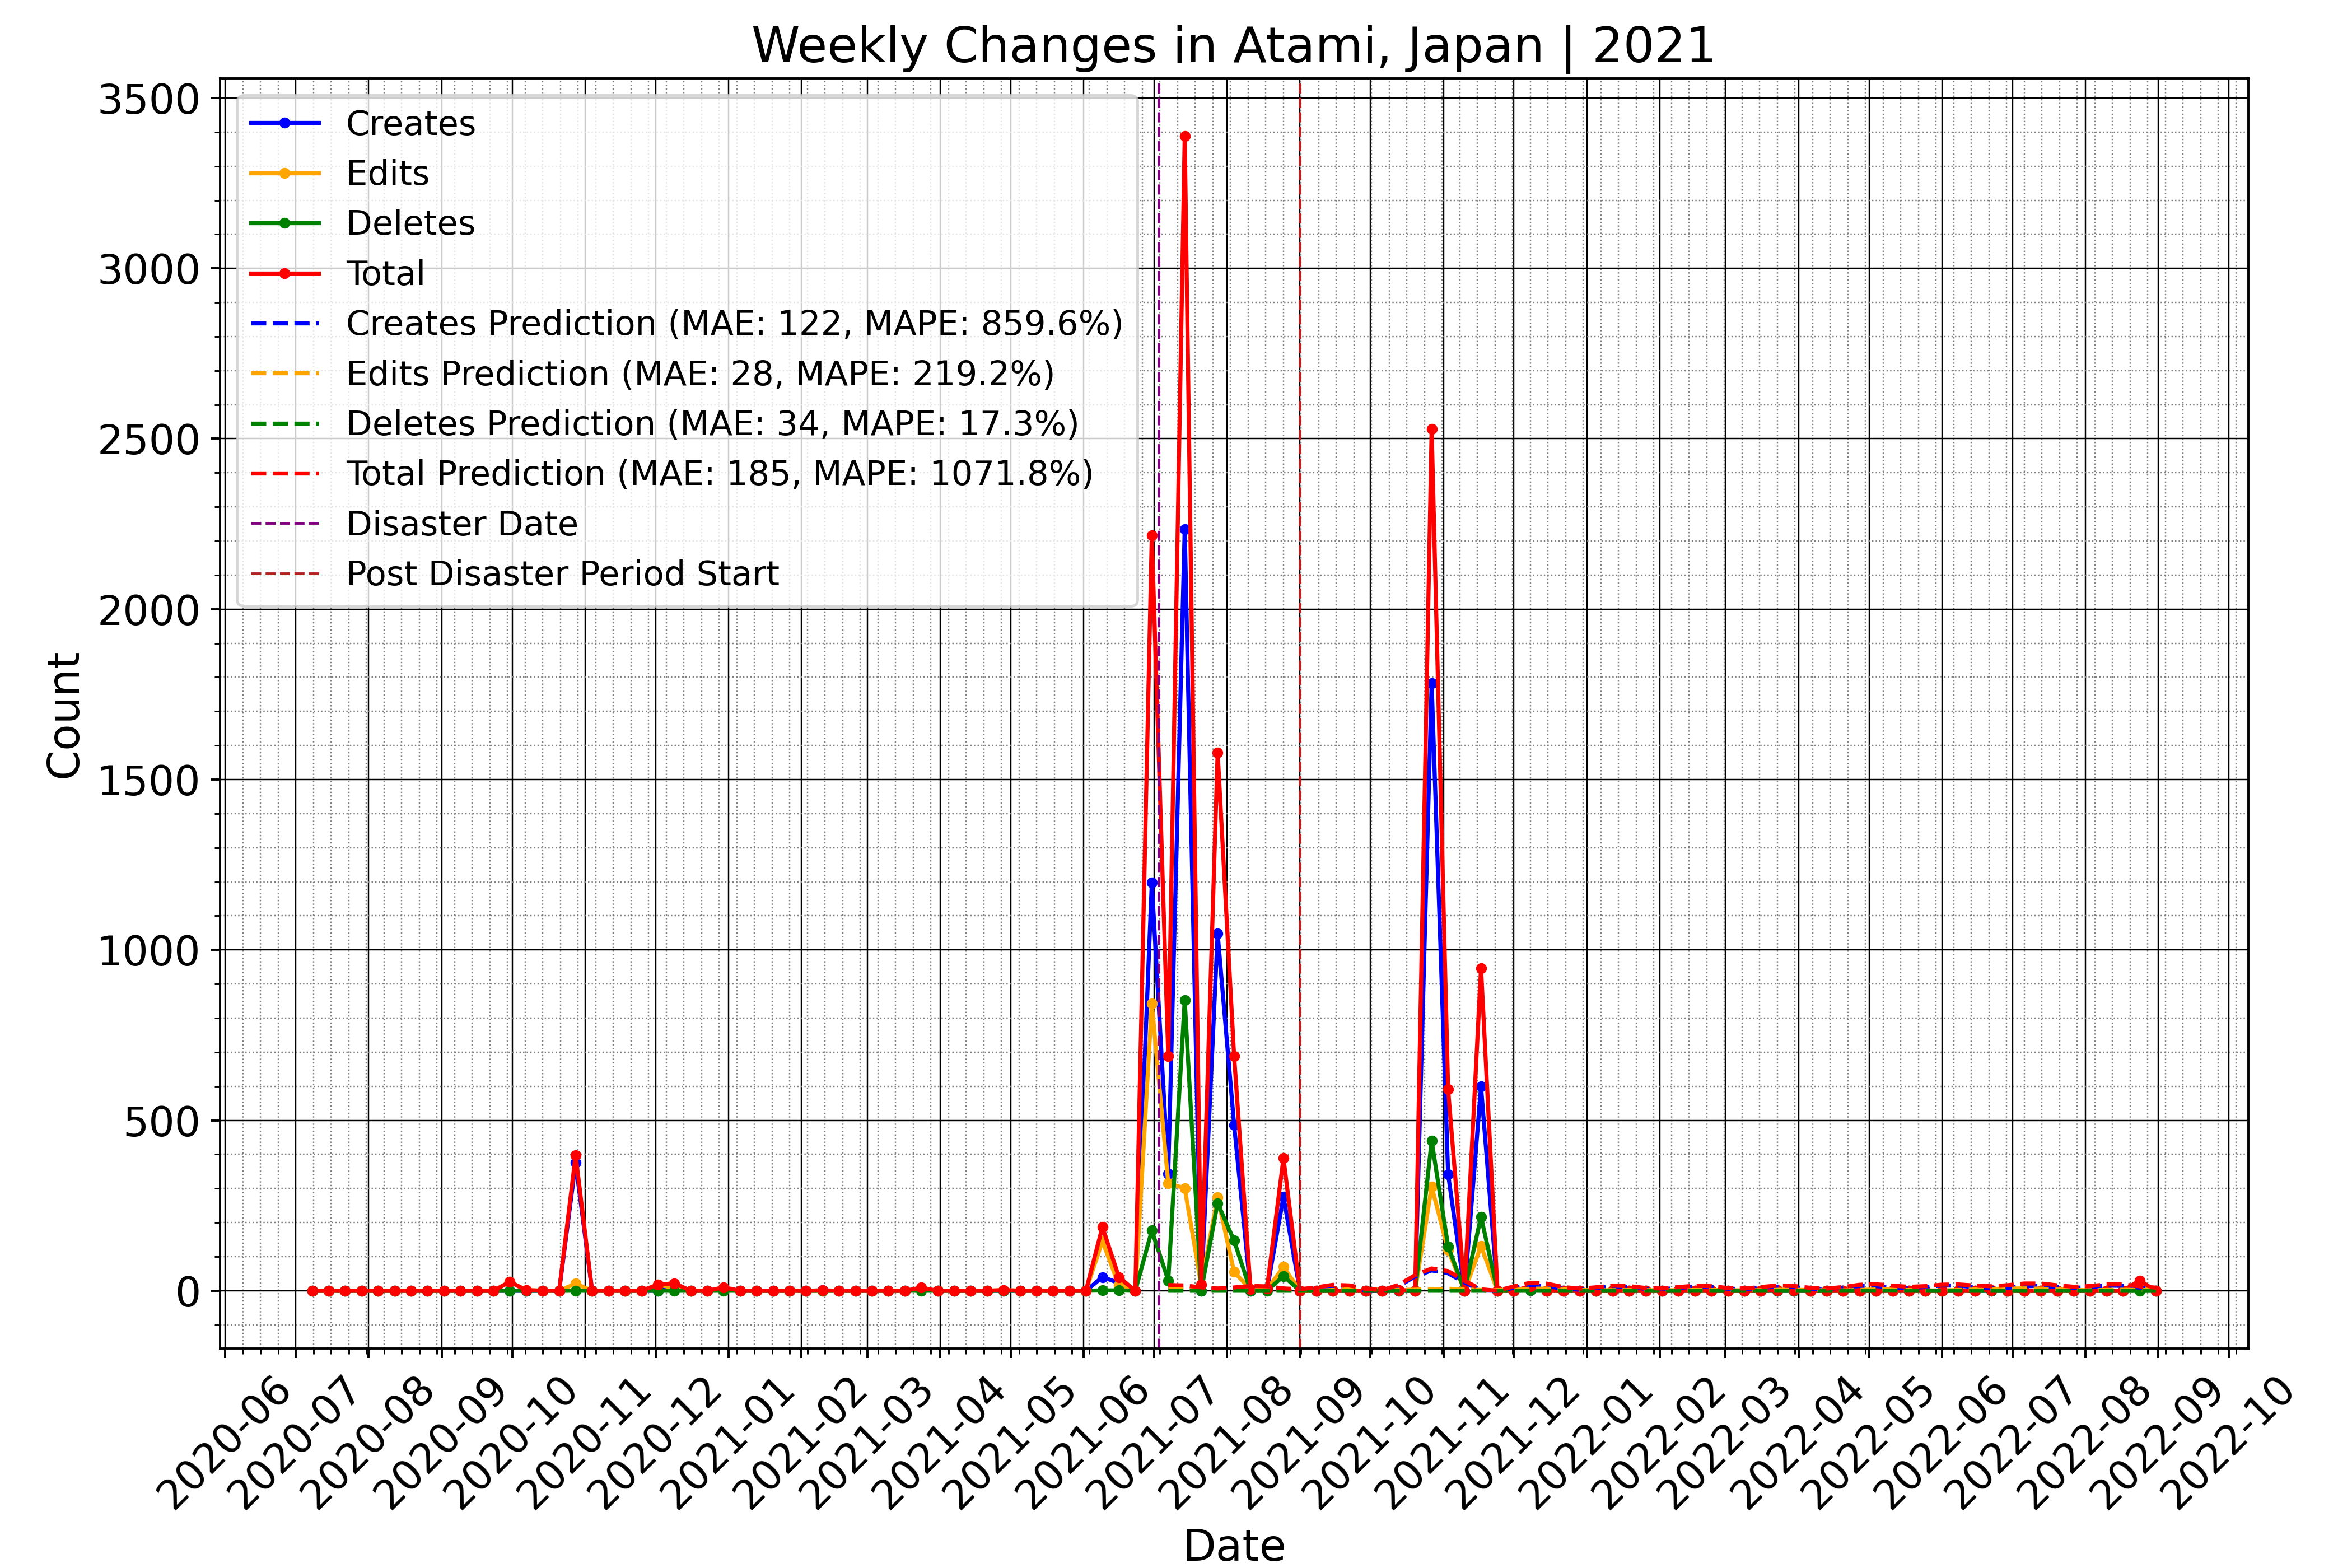 Weekly Changes in Atami, Japan | 2021
3500
3000
2500
2000
1500
1000
500
0
Count
Creates
Edits
Deletes
Total
Creates Prediction (MAE: 122, MAPE: 859.6%)
Edits Prediction (MAE: 28, MAPE: 219.2%)
Deletes Prediction (MAE: 34, MAPE: 17.3%)
Total Prediction (MAE: 185, MAPE: 1071.8%)
Disaster Date
Post Disaster Period Start
2020-06
2020-07
2020-08
2020-09
2020-10
2020-11
2020-12
2021-01
2021-02
2021-03
2021-04
2021-05
2021-06
2021-07
2021-08
2021-09
2021-10
2021-11
2021-12
2022-01
2022-02
2022-03
2022-04
2022-05
2022-06
2022-07
2022-08
2022-09
2022-10
Date